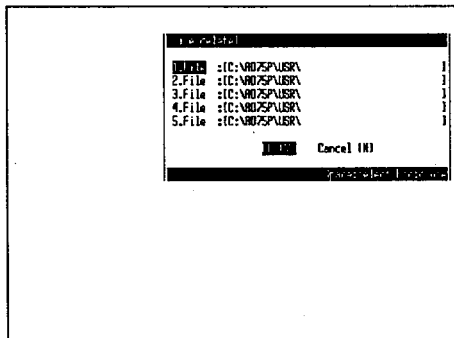 1.File :[C:\AD75P\USR\ ]
2.File :[C:\AD75P\USR\ ]
3.File :[C:\AD75P\USR\ ]
4.File :[C:\AD75P\USR\ ]
5.File :[C:\AD75P\USR\ ]
Cancel (N)